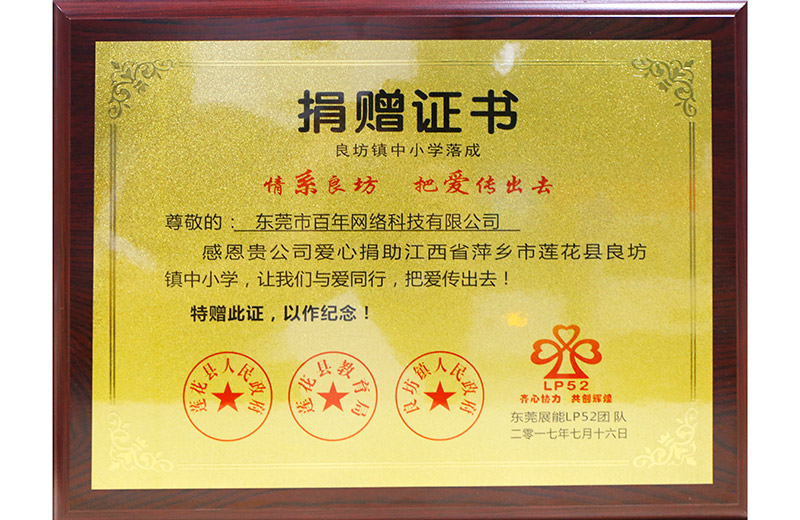 捐赠证书
良坊镇中小学落成
情系良坊 把爱传出去
尊敬的: 东莞市百年网络科技有限公司
感恩贵公司爱心捐助江西省萍乡市莲花县良坊
镇中小学,让我们与爱同行,把爱传出去!
特赠此证,以作纪念!
莲花县人民政府
莲花县教育局
良坊镇人民政府
LP52
齐心协力 共创辉煌
东莞展能LP52团队
二零一七年七月十六日